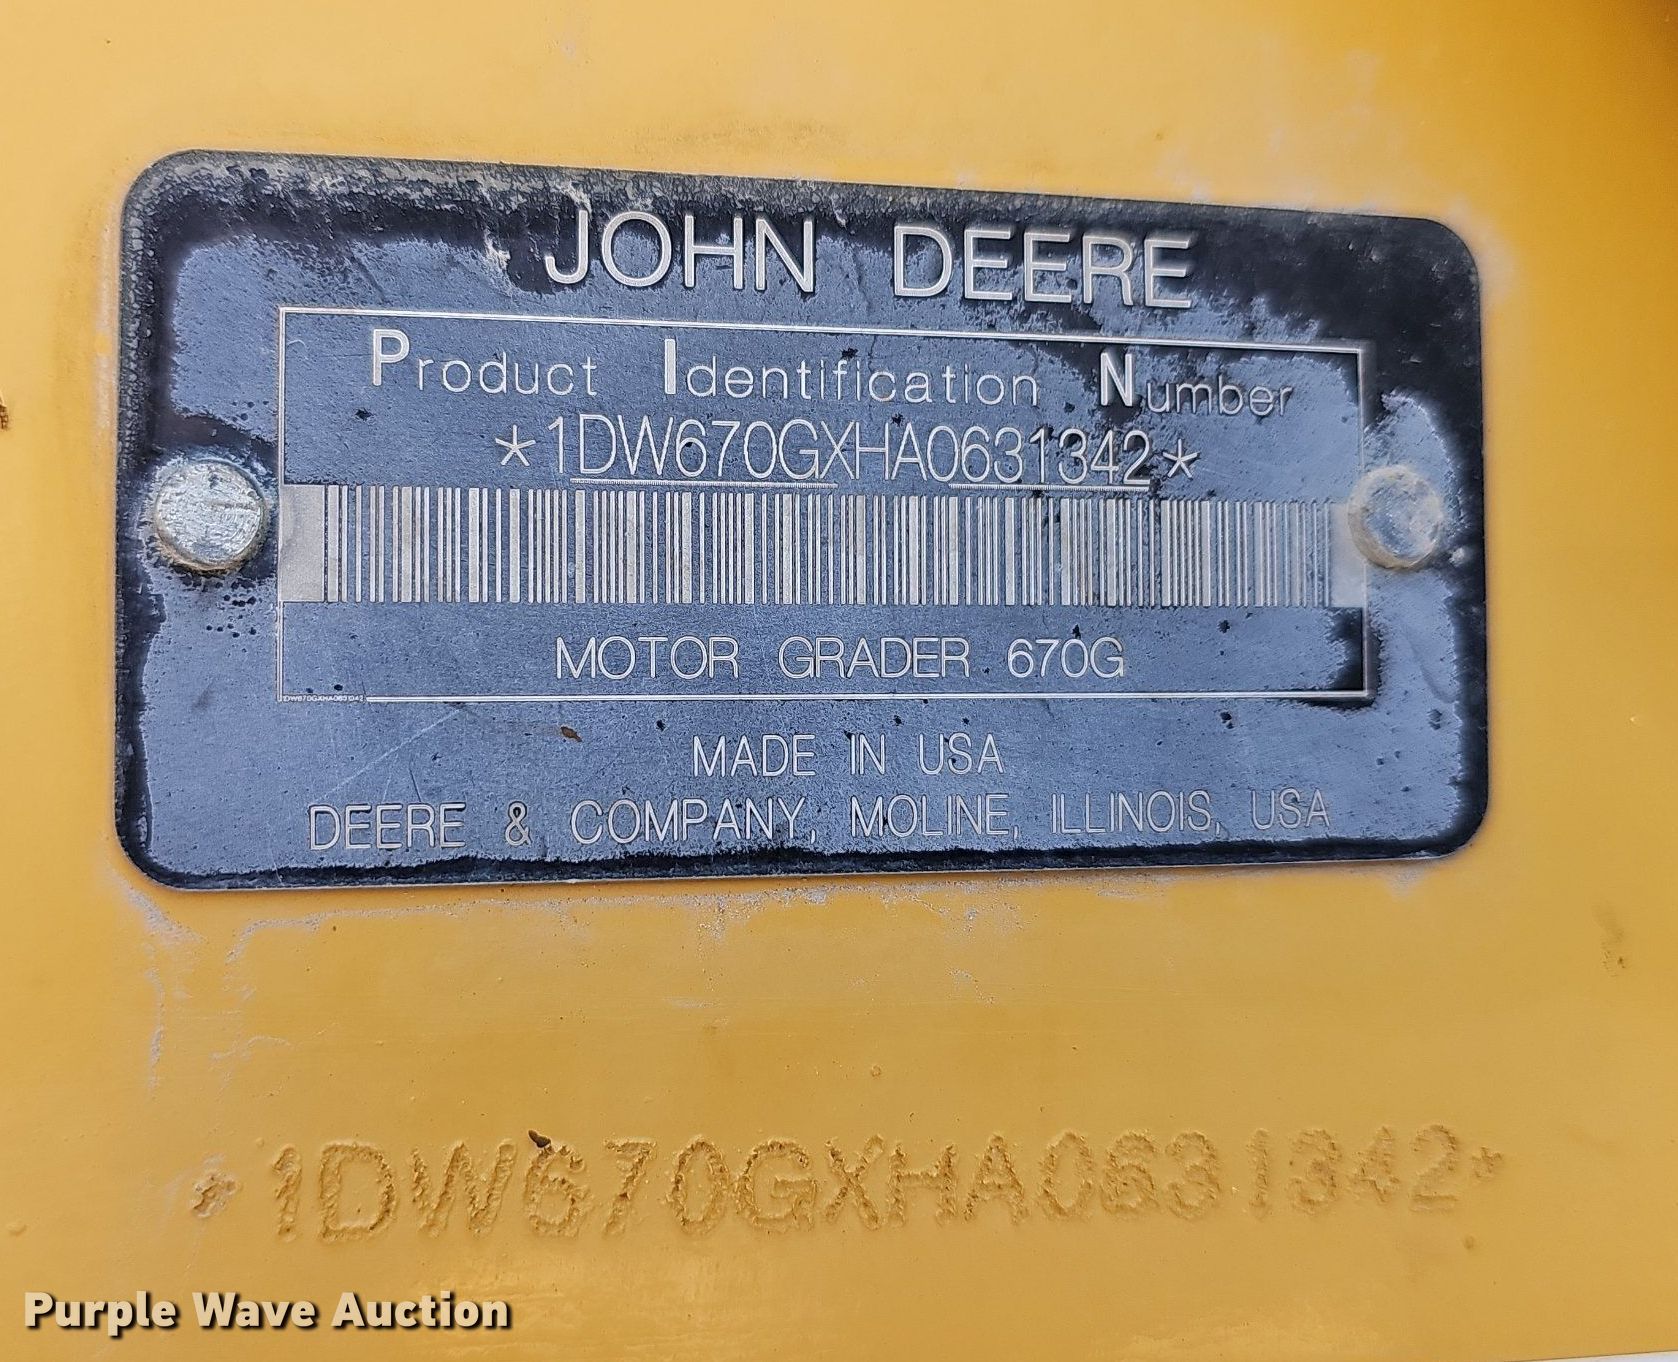 JOHN DEERE
Product Identification Number
*1DW670GXHA0631342*
MOTOR GRADER 670G
1DW670GXHA0631342
MADE IN USA
DEERE & COMPANY, MOLINE, ILLINOIS, USA
*1DW670GXHA0631342*
Purple Wave Auction